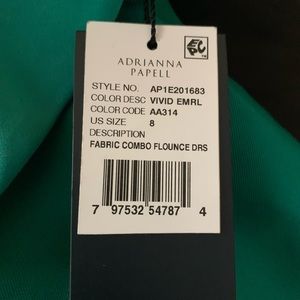 EPC
ADRIANNA
PAPELL
STYLE NO. AP1E201683
COLOR DESC VIVID EMRL
COLOR CODE AA314
US SIZE 8
DESCRIPTION
FABRIC COMBO FLOUNCE DRS
7 97532 54787 4